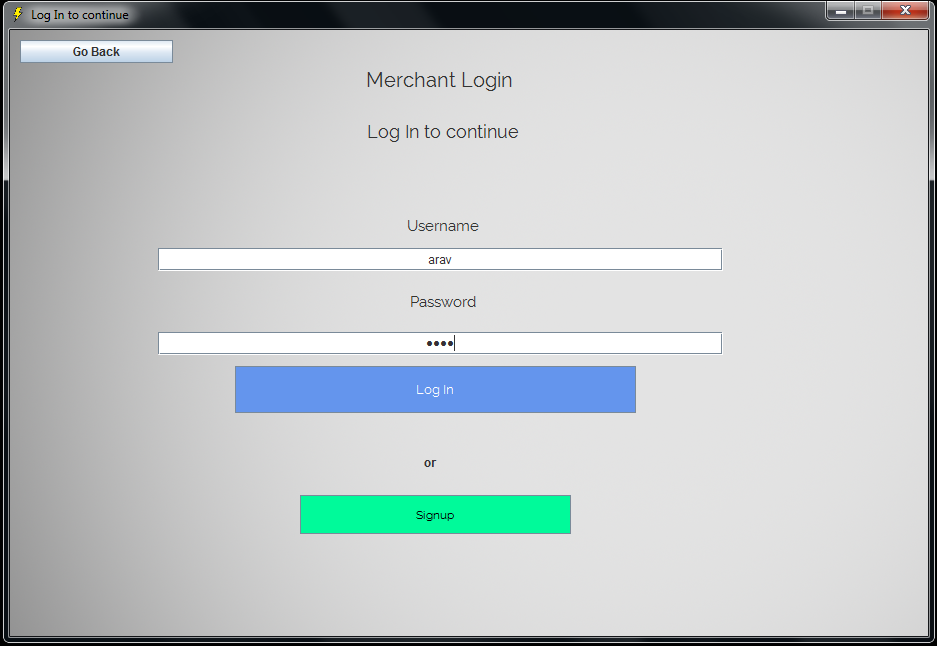 Log In to continue
Go Back
Merchant Login
Log In to continue
Username
arav
Password
••••
Log In
or
Signup